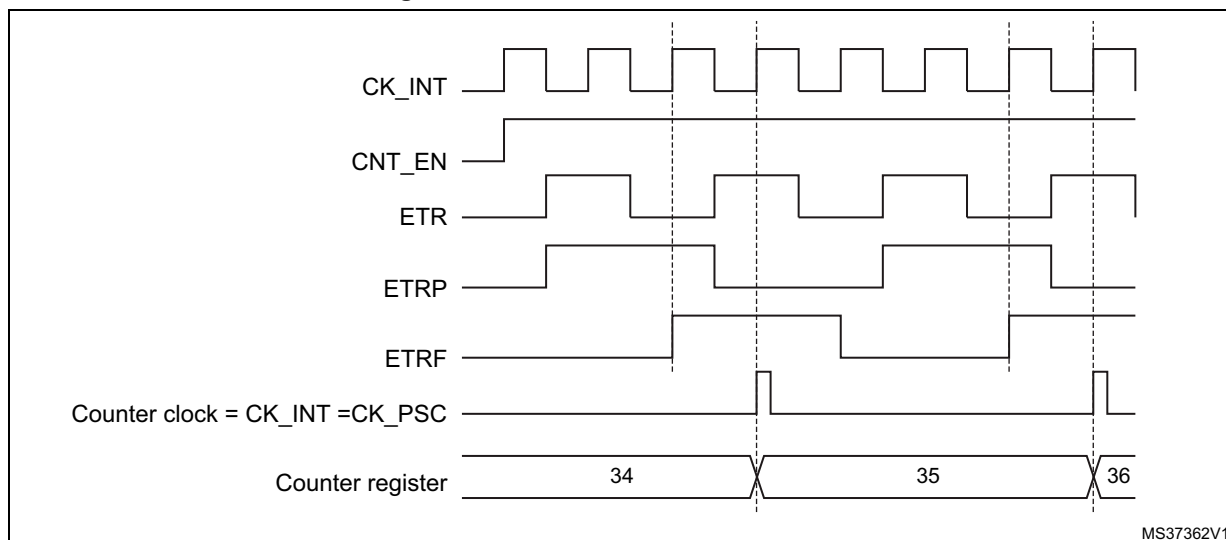 CK_INT
CNT_EN
ETR
ETRP
ETRF
Counter clock = CK_INT =CK_PSC
Counter register 34 35 36
MS37362V1